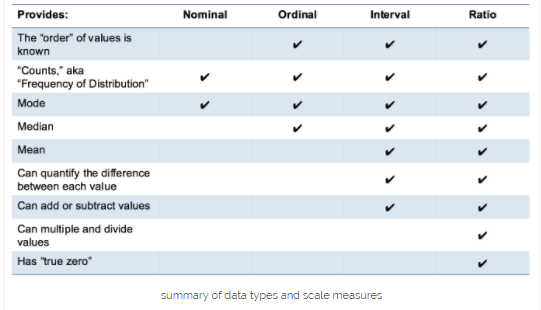 Provides: Nominal Ordinal Interval Ratio
The "order" of values is
known ✔ ✔ ✔
"Counts," aka
"Frequency of Distribution" ✔ ✔ ✔ ✔
Mode ✔ ✔ ✔ ✔
Median ✔ ✔ ✔
Mean ✔ ✔
Can quantify the difference
between each value ✔ ✔
Can add or subtract values ✔ ✔
Can multiple and divide
values ✔
Has "true zero" ✔
summary of data types and scale measures